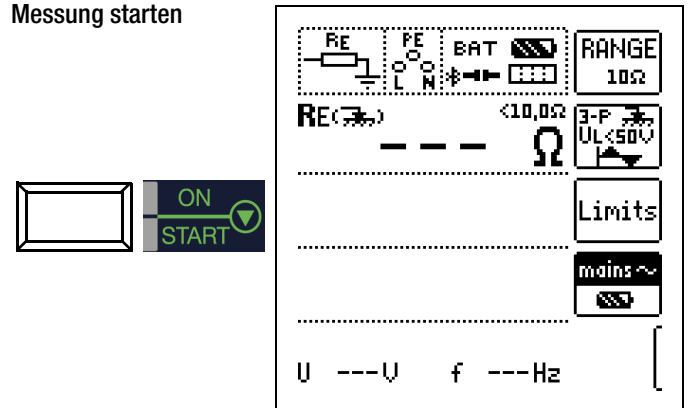 Messung starten
ON
START
RE
PE
L N
BAT
RANGE
10Ω
RE( )
<10,0Ω
--- Ω
3-P
UL<50V
Limits
mains~
U ---V f ---Hz